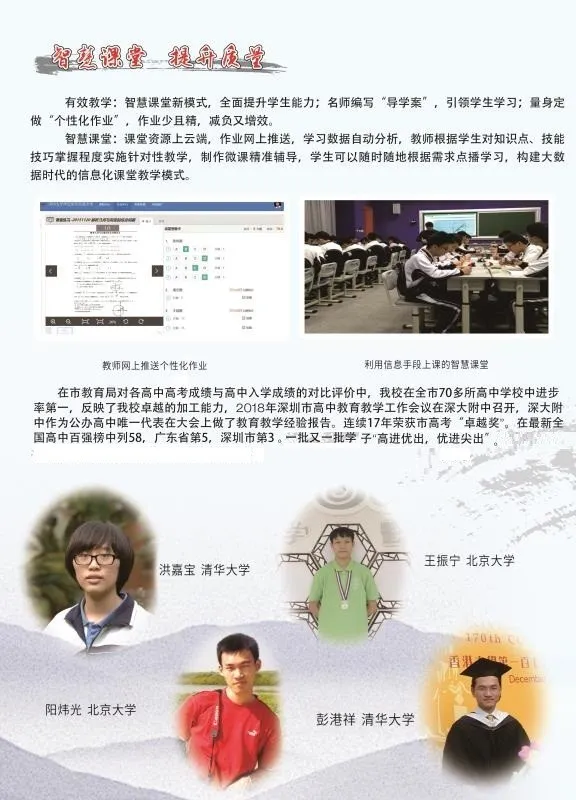 智慧课堂 提升质量
有效教学：智慧课堂新模式，全面提升学生能力；名师编写“导学案”，引领学生学习；量身定
做“个性化作业”，作业少且精，减负又增效。
智慧课堂：课堂资源上云端，作业网上推送，学习数据自动分析，教师根据学生对知识点、技能
技巧掌握程度实施针对性教学，制作微课精准辅导，学生可以随时随地根据需求点播学习，构建大数
据时代的信息化课堂教学模式。
教师网上推送个性化作业
利用信息手段上课的智慧课堂
在市教育局对各高中高考成绩与高中入学成绩的对比评价中，我校在全市70多所高中学校中进步
率第一，反映了我校卓越的加工能力，2018年深圳市高中教育教学工作会议在深大附中召开，深大附
中作为公办高中唯一代表在大会上做了教育教学经验报告。连续17年荣获市高考“卓越奖”。在最新全
国高中百强榜中列58，广东省第5，深圳市第3。一批又一批学 子“高进优出，优进尖出”。
洪嘉宝 清华大学
王振宁 北京大学
170th C
香港大学第一百
Decembe
阳炜光 北京大学
彭港祥 清华大学